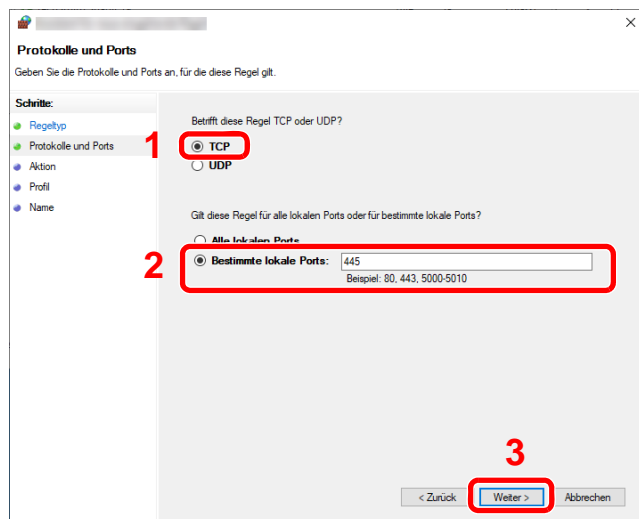 Protokolle und Ports
Geben Sie die Protokolle und Ports an, für die diese Regel gilt.
Schritte:
Regeltyp
Protokolle und Ports
Aktion
Profil
Name
Betrifft diese Regel TCP oder UDP?
1
TCP
UDP
Gilt diese Regel für alle lokalen Ports oder für bestimmte lokale Ports?
Alle lokalen Ports
2
Bestimmte lokale Ports:
445
Beispiel: 80, 443, 5000-5010
3
< Zurück
Weiter >
Abbrechen